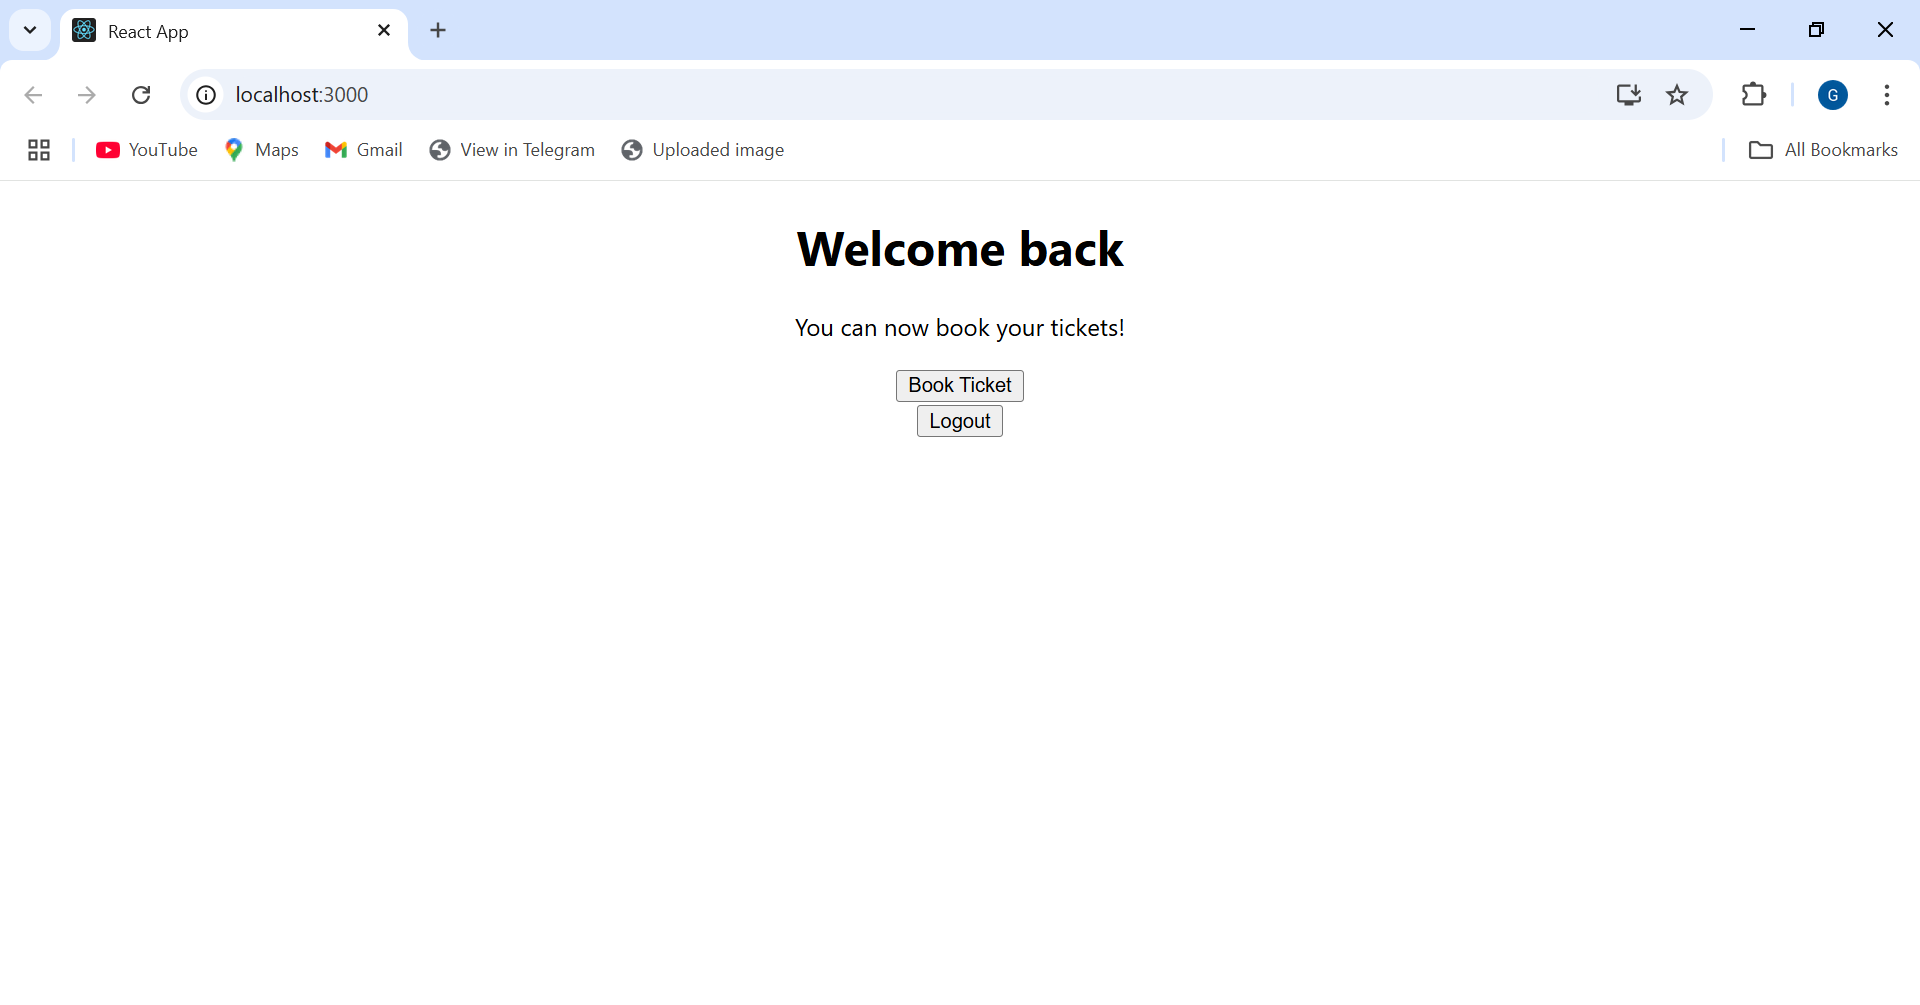 React App
localhost:3000
G
YouTube Maps Gmail View in Telegram Uploaded image All Bookmarks
Welcome back
You can now book your tickets!
Book Ticket
Logout